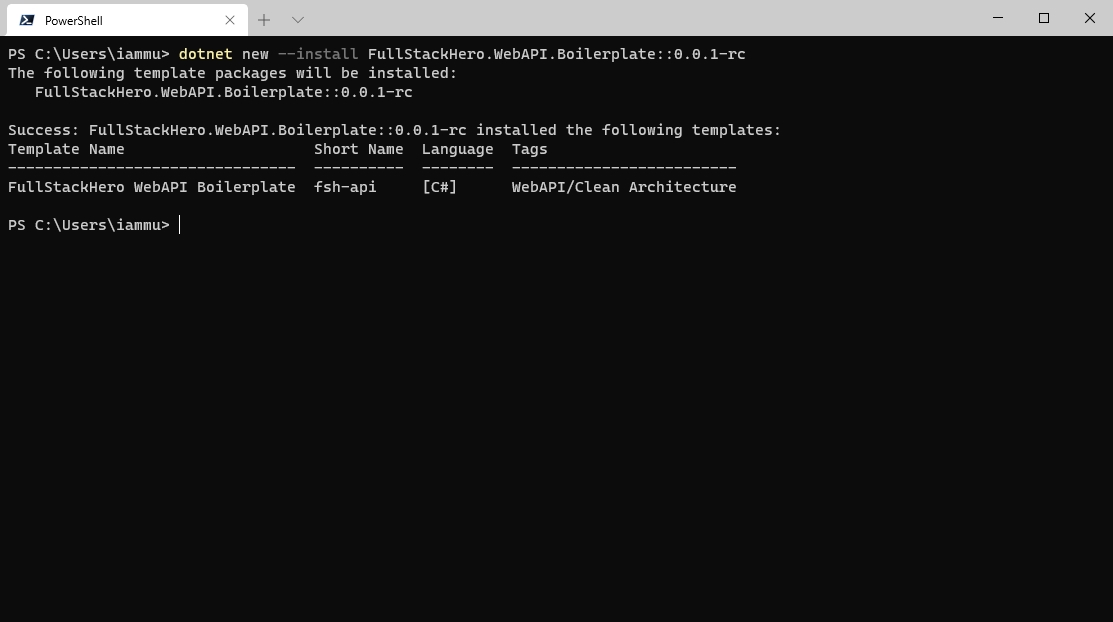 PowerShell
PS C:\Users\iammu> dotnet new --install FullStackHero.WebAPI.Boilerplate::0.0.1-rc
The following template packages will be installed:
   FullStackHero.WebAPI.Boilerplate::0.0.1-rc
Success: FullStackHero.WebAPI.Boilerplate::0.0.1-rc installed the following templates:
Template Name                     Short Name  Language  Tags
--------------------------------  ----------  --------  -------------------------
FullStackHero WebAPI Boilerplate  fsh-api     [C#]      WebAPI/Clean Architecture
PS C:\Users\iammu>